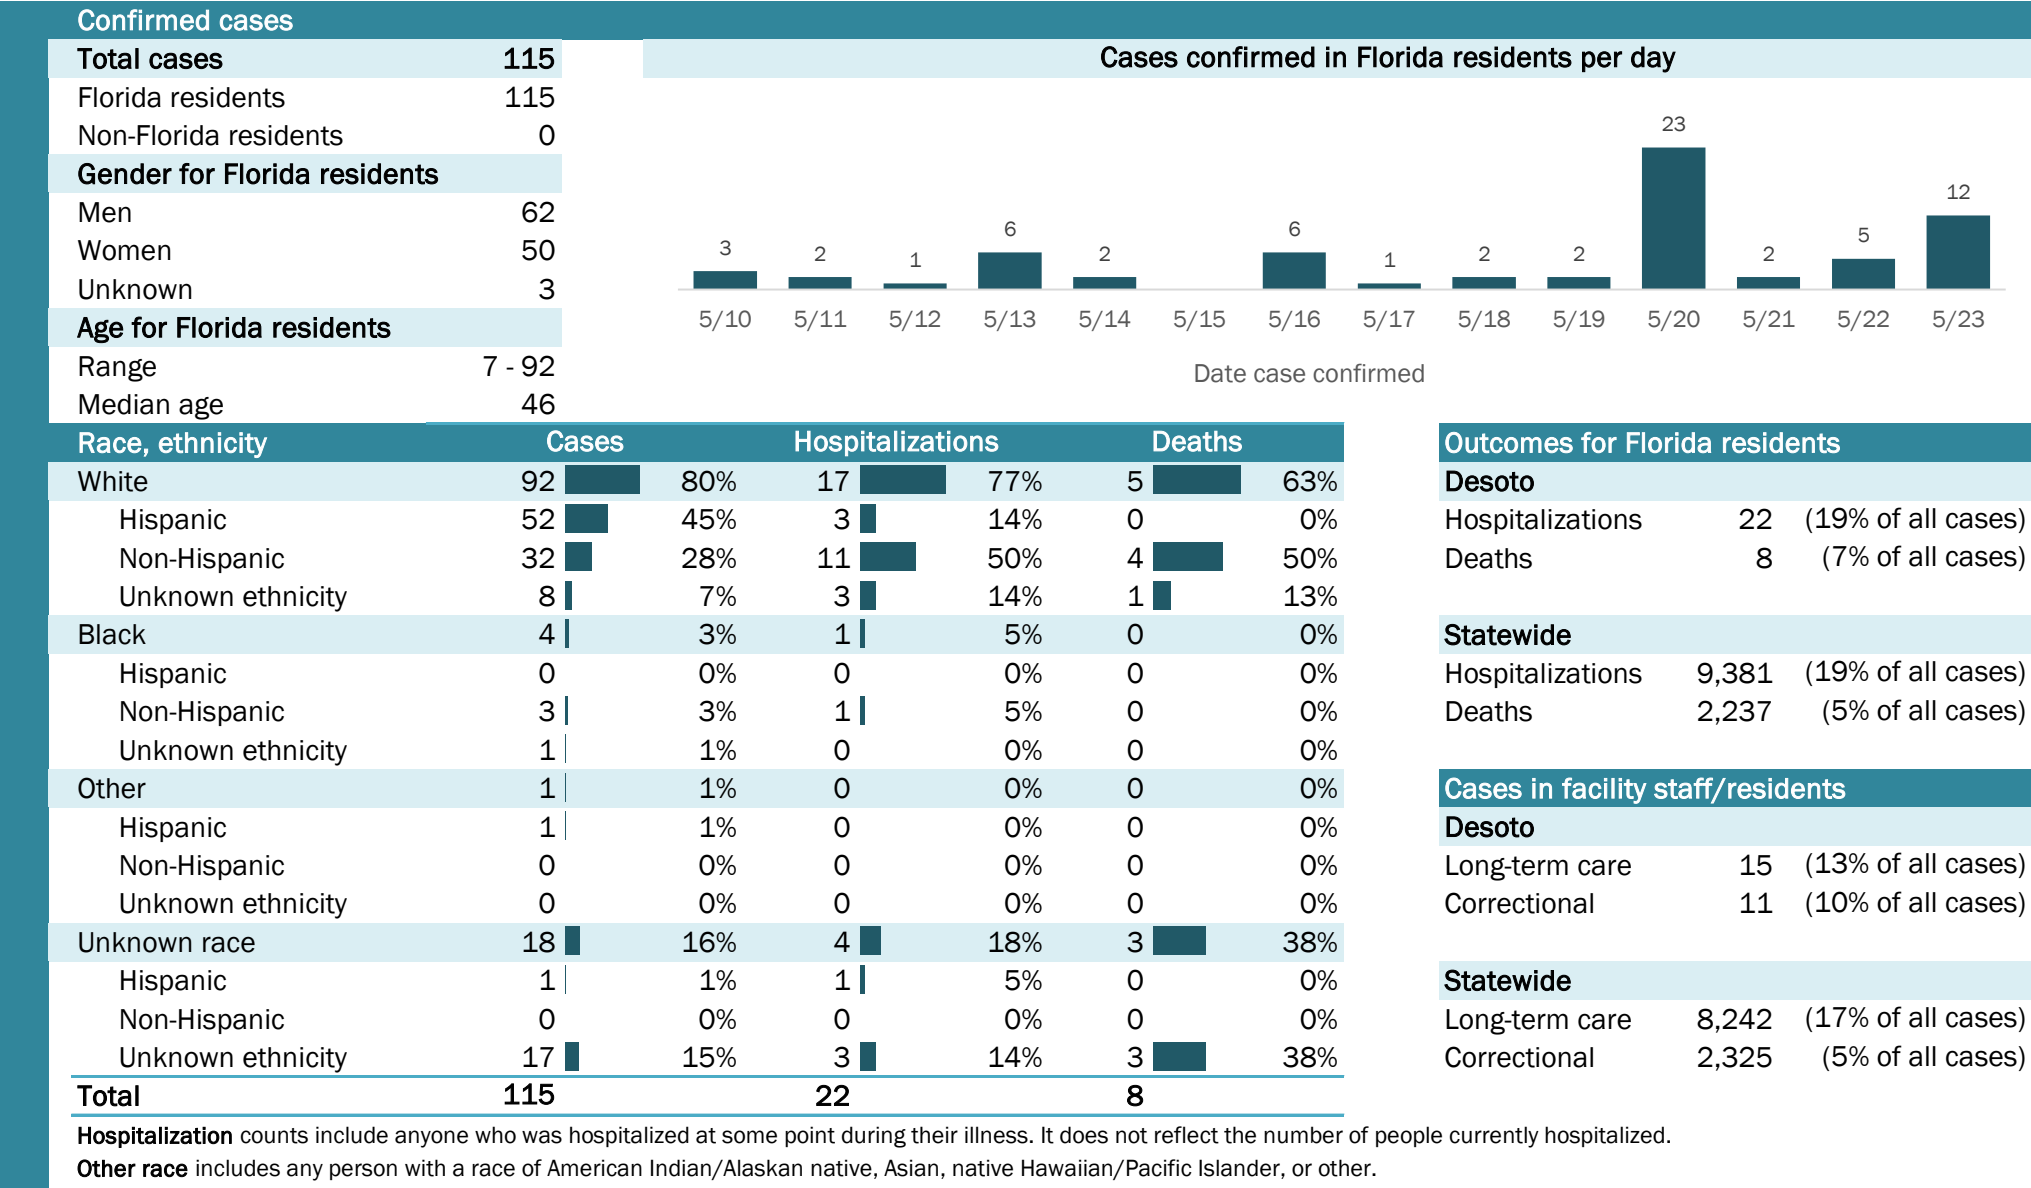 Confirmed cases
Total cases 115
Florida residents 115
Non-Florida residents 0
Gender for Florida residents
Men 62
Women 50
Unknown 3
Age for Florida residents
Range 7 - 92
Median age 46
Cases confirmed in Florida residents per day
3 2 1 6 2 6 1 2 2 23 2 5 12
5/10 5/11 5/12 5/13 5/14 5/15 5/16 5/17 5/18 5/19 5/20 5/21 5/22 5/23
Date case confirmed
Race, ethnicity Cases Hospitalizations Deaths
White 92 80% 17 77% 5 63%
Hispanic 52 45% 3 14% 0 0%
Non-Hispanic 32 28% 11 50% 4 50%
Unknown ethnicity 8 7% 3 14% 1 13%
Black 4 3% 1 5% 0 0%
Hispanic 0 0% 0 0% 0 0%
Non-Hispanic 3 3% 1 5% 0 0%
Unknown ethnicity 1 1% 0 0% 0 0%
Other 1 1% 0 0% 0 0%
Hispanic 1 1% 0 0% 0 0%
Non-Hispanic 0 0% 0 0% 0 0%
Unknown ethnicity 0 0% 0 0% 0 0%
Unknown race 18 16% 4 18% 3 38%
Hispanic 1 1% 1 5% 0 0%
Non-Hispanic 0 0% 0 0% 0 0%
Unknown ethnicity 17 15% 3 14% 3 38%
Total 115 22 8
Outcomes for Florida residents
Desoto
Hospitalizations 22 (19% of all cases)
Deaths 8 (7% of all cases)
Statewide
Hospitalizations 9,381 (19% of all cases)
Deaths 2,237 (5% of all cases)
Cases in facility staff/residents
Desoto
Long-term care 15 (13% of all cases)
Correctional 11 (10% of all cases)
Statewide
Long-term care 8,242 (17% of all cases)
Correctional 2,325 (5% of all cases)
Hospitalization counts include anyone who was hospitalized at some point during their illness. It does not reflect the number of people currently hospitalized.
Other race includes any person with a race of American Indian/Alaskan native, Asian, native Hawaiian/Pacific Islander, or other.